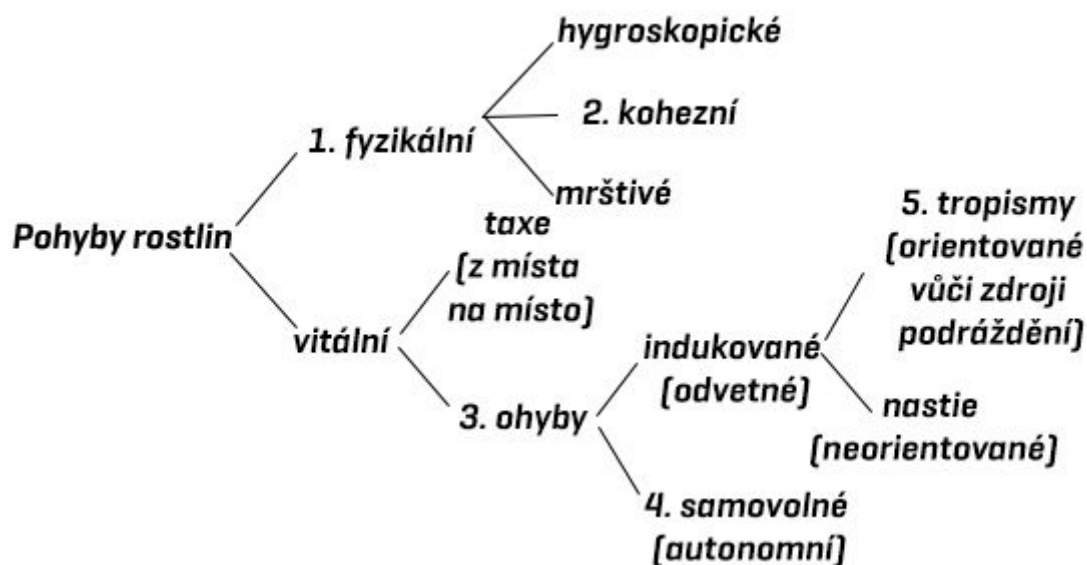 hygroskopické
2. kohezní
1. fyzikální
mrštivé
Pohyby rostlin
taxe
(z místa
na místo)
vitální
5. tropismy
(orientované
vůči zdroji
podráždění)
indukované
(odvetné)
3. ohyby
nastie
(neorientované)
4. samovolné
(autonomní)